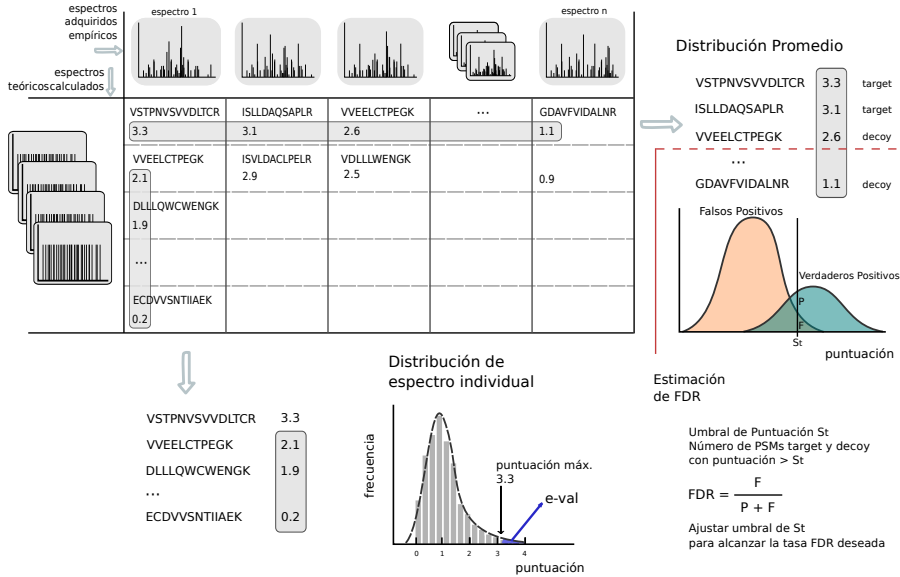 espectros
adquiridos
empíricos
espectro 1
espectro n
espectros
teóricoscalculados
VSTPNVSVVDLTCR ISLLDAQSAPLR VVEELCTPEGK ... GDAVFVIDALNR
3.3 3.1 2.6 1.1
VVEELCTPEGK ISVLDACLPELR VDLLLWENGK
2.1 2.9 2.5 0.9
DLLLQWCWENGK
1.9
...
ECDVVSNTIIAEK
0.2
Distribución Promedio
VSTPNVSVVDLTCR 3.3 target
ISLLDAQSAPLR 3.1 target
VVEELCTPEGK 2.6 decoy
...
GDAVFVIDALNR 1.1 decoy
Falsos Positivos
Verdaderos Positivos
P
F
St
puntuación
Estimación
de FDR
Umbral de Puntuación St
Número de PSMs target y decoy
con puntuación > St
FDR = F
P + F
Ajustar umbral de St
para alcanzar la tasa FDR deseada
VSTPNVSVVDLTCR 3.3
VVEELCTPEGK 2.1
DLLLQWCWENGK 1.9
...
ECDVVSNTIIAEK 0.2
Distribución de
espectro individual
frecuencia
puntuación máx.
3.3
e-val
0 1 2 3 4
puntuación